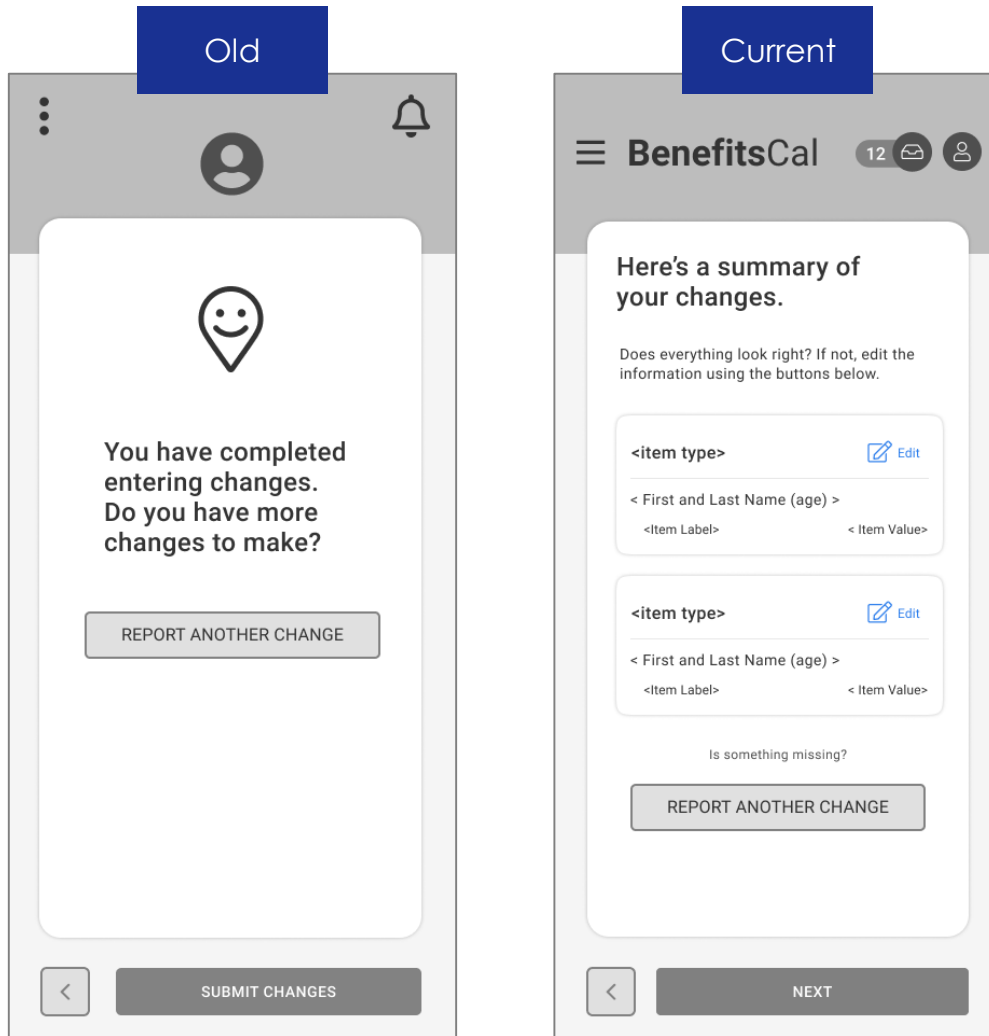 Old
You have completed
entering changes.
Do you have more
changes to make?
REPORT ANOTHER CHANGE
SUBMIT CHANGES
Current
BenefitsCal
12
Here’s a summary of
your changes.
Does everything look right? If not, edit the
information using the buttons below.
<item type>
Edit
< First and Last Name (age) >
<Item Label>
< Item Value>
<item type>
Edit
< First and Last Name (age) >
<Item Label>
< Item Value>
Is something missing?
REPORT ANOTHER CHANGE
NEXT